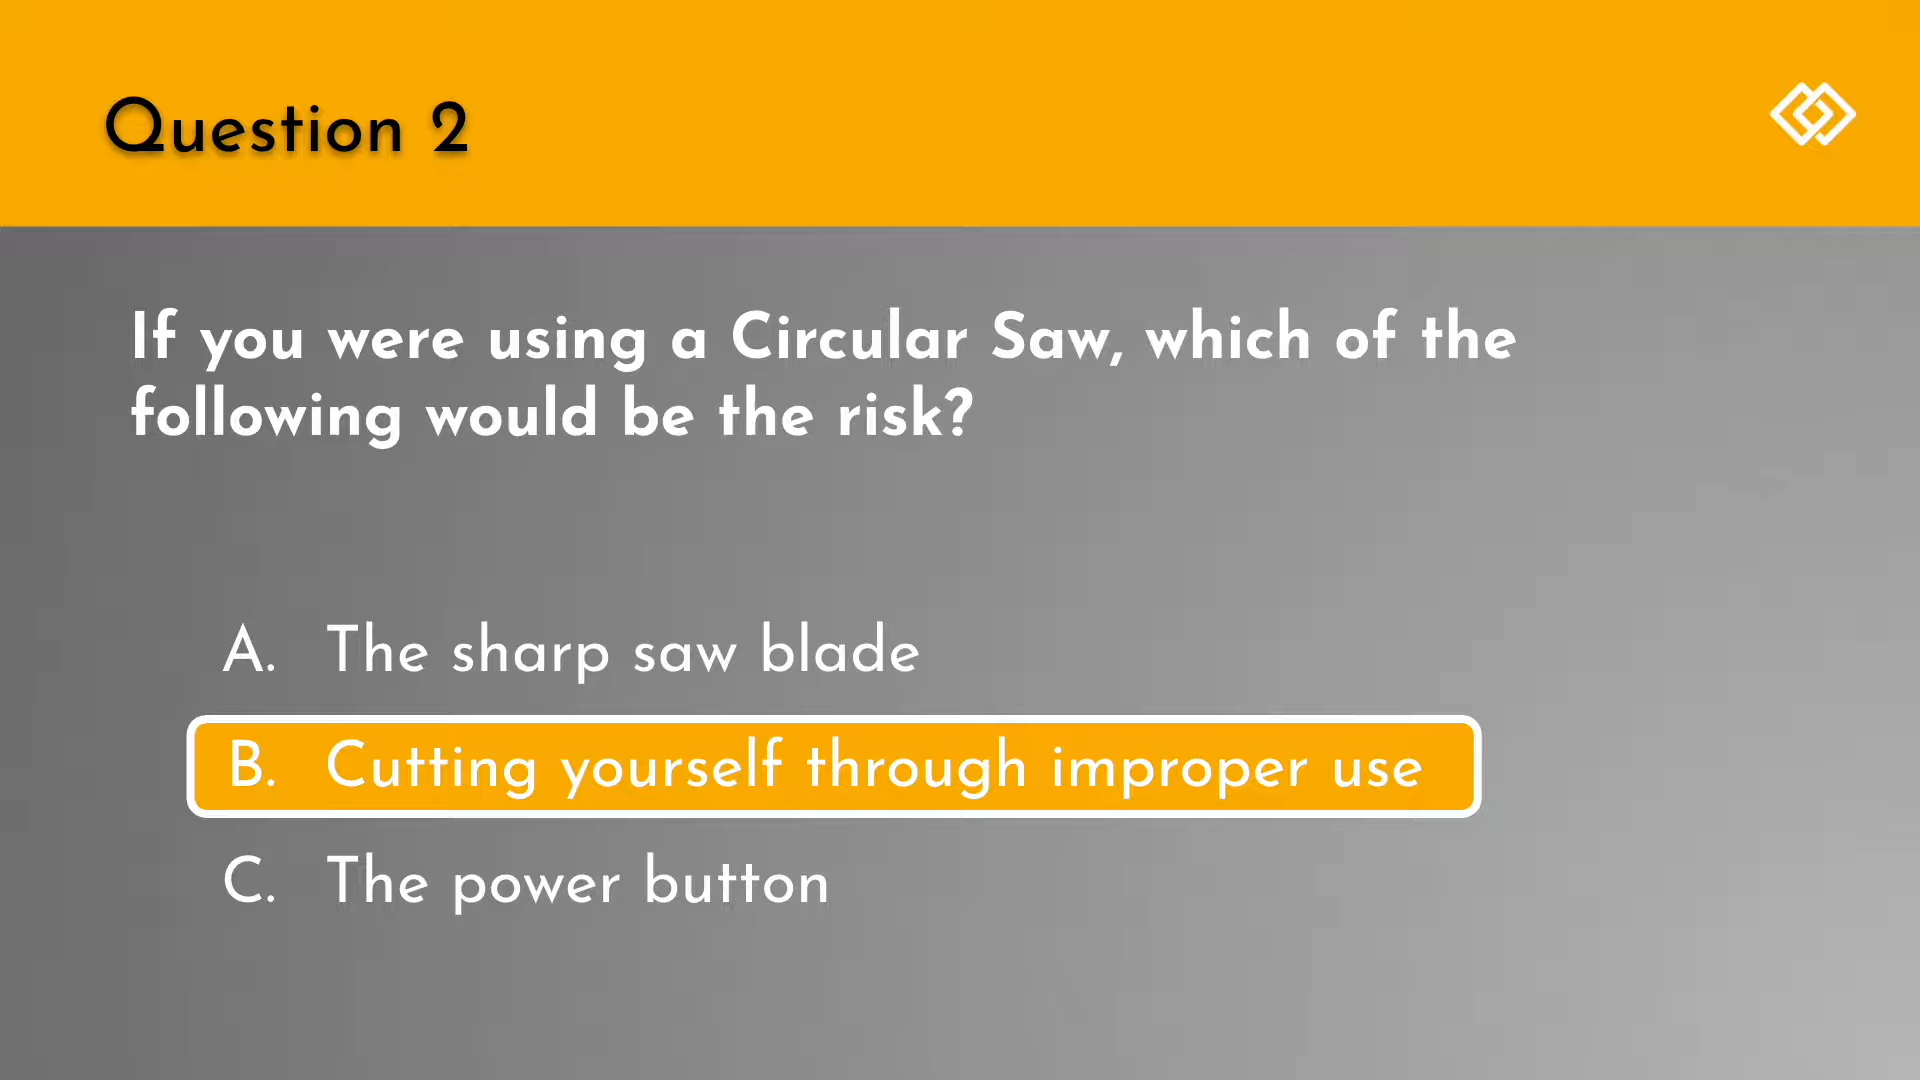 Question 2
If you were using a Circular Saw, which of the
following would be the risk?
A. The sharp saw blade
B. Cutting yourself through improper use
C. The power button